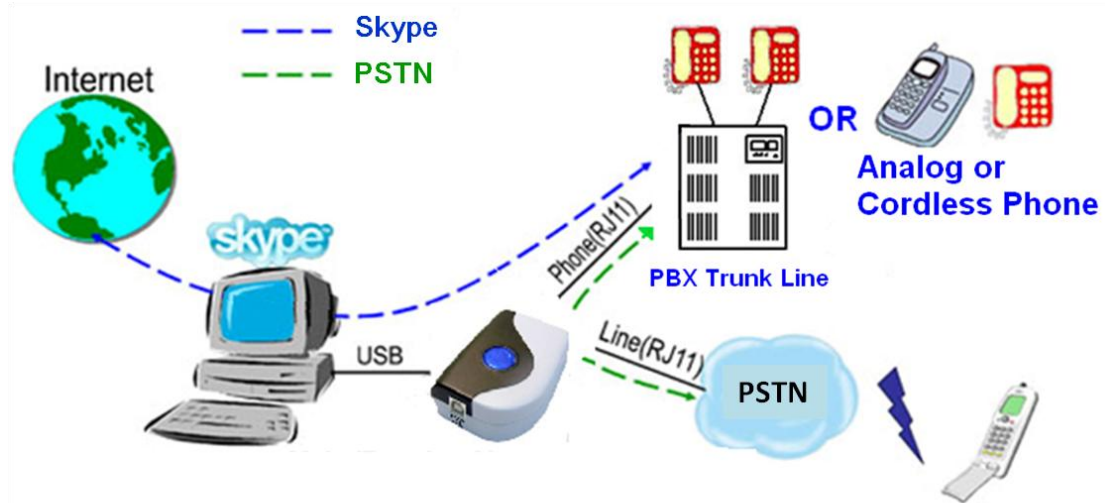 Skype
PSTN
Internet
skype
OR
Analog or
Cordless Phone
Phone(RJ11)
PBX Trunk Line
USB
Line(RJ11)
PSTN